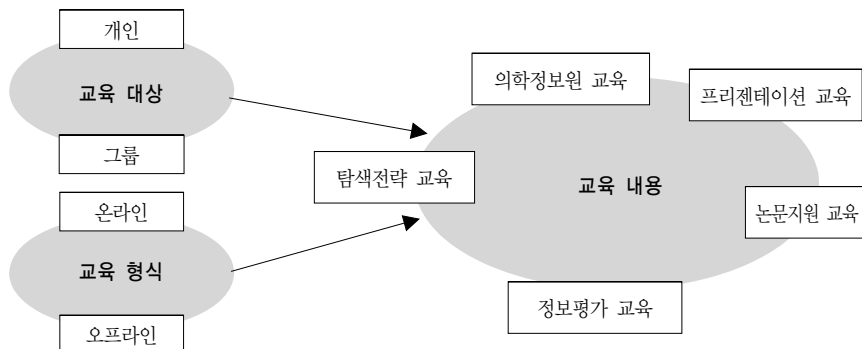 개인
교육 대상
그룹
온라인
교육 형식
오프라인
의학정보원 교육
프리젠테이션 교육
탐색전략 교육
교육 내용
논문지원 교육
정보평가 교육